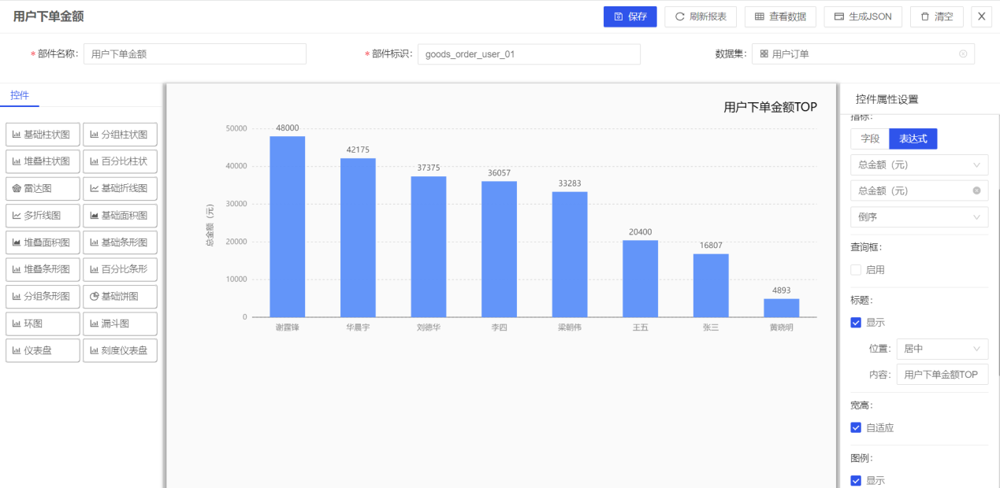 用户下单金额
保存 刷新报表 查看数据 生成JSON 清空 X
* 部件名称: 用户下单金额 * 部件标识: goods_order_user_01 数据集: 用户订单
控件
基础柱状图 分组柱状图
堆叠柱状图 百分比柱状
雷达图 基础折线图
多折线图 基础面积图
堆叠面积图 基础条形图
堆叠条形图 百分比条形
分组条形图 基础饼图
环图 漏斗图
仪表盘 刻度仪表盘
用户下单金额TOP
总金额（元）
50000
40000
30000
20000
10000
0
48000
42175
37375
36057
33283
20400
16807
4893
谢霆锋 华晨宇 刘德华 李四 梁朝伟 王五 张三 黄晓明
控件属性设置
指标:
字段 表达式
总金额（元）
总金额（元）
倒序
查询框:
启用
标题:
显示
位置: 居中
内容: 用户下单金额TOP
宽高:
自适应
图例:
显示